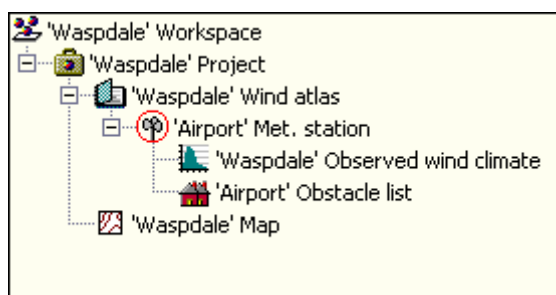 'Waspdale' Workspace
'Waspdale' Project
'Waspdale' Wind atlas
'Airport' Met. station
'Waspdale' Observed wind climate
'Airport' Obstacle list
'Waspdale' Map